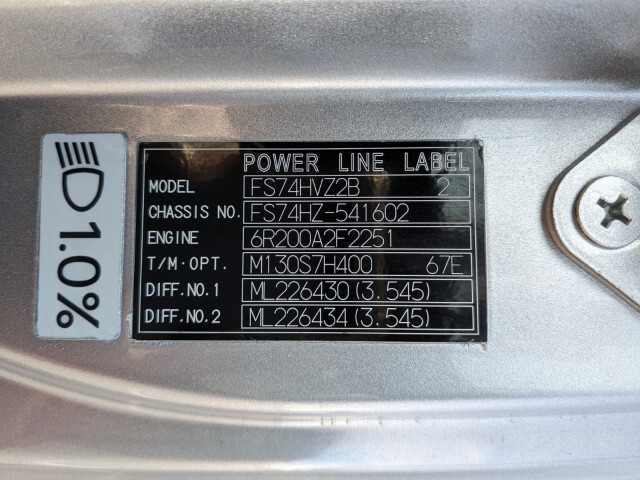 1.0%
POWER LINE LABEL
MODEL FS74HVZ2B 2
CHASSIS NO. FS74HZ-541602
ENGINE 6R200A2F2251
T/M·OPT. M130S7H400 67E
DIFF.NO.1 ML226430(3.545)
DIFF.NO.2 ML226434(3.545)